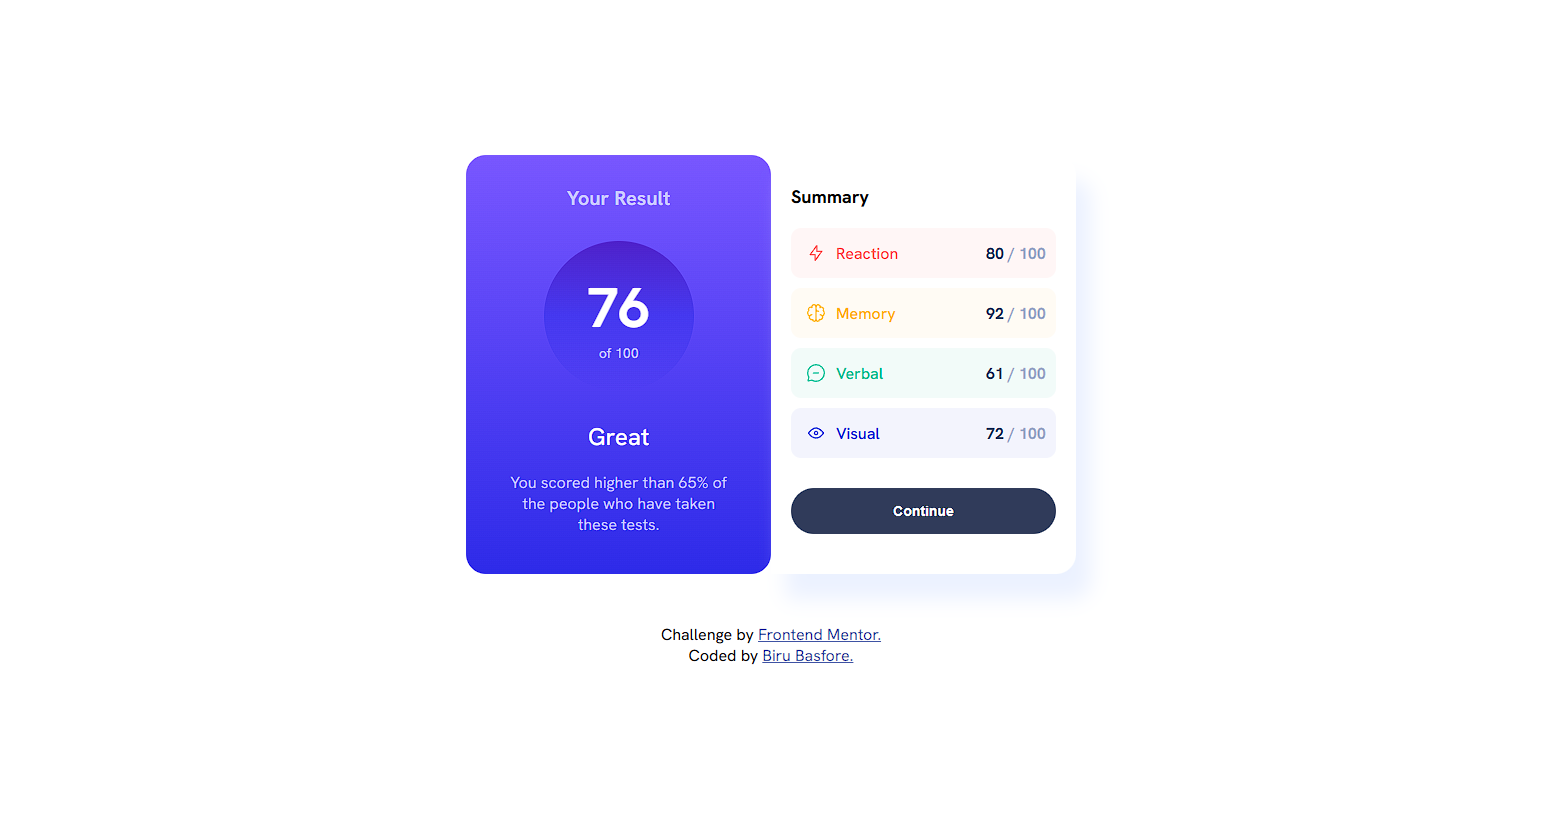 Your Result
76
of 100
Great
You scored higher than 65% of
the people who have taken
these tests.
Summary
Reaction 80 / 100
Memory 92 / 100
Verbal 61 / 100
Visual 72 / 100
Continue
Challenge by Frontend Mentor.
Coded by Biru Basfore.